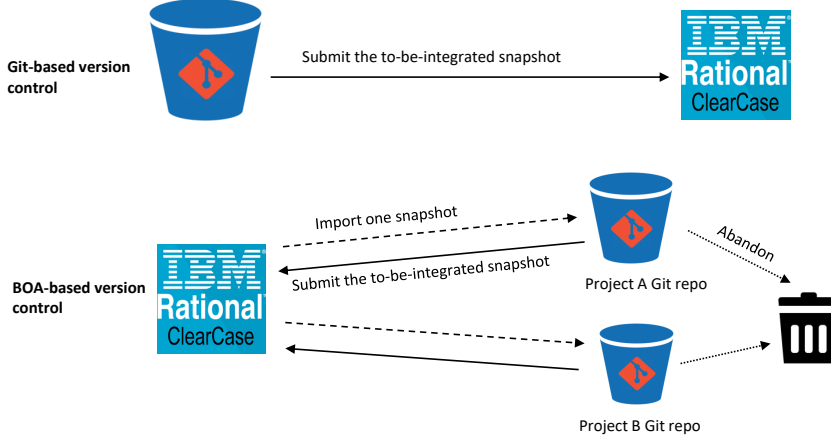 Git-based version
control
Submit the to-be-integrated snapshot
IBM
Rational
ClearCase
BOA-based version
control
IBM
Rational
ClearCase
Import one snapshot
Submit the to-be-integrated snapshot
Project A Git repo
Abandon
Project B Git repo